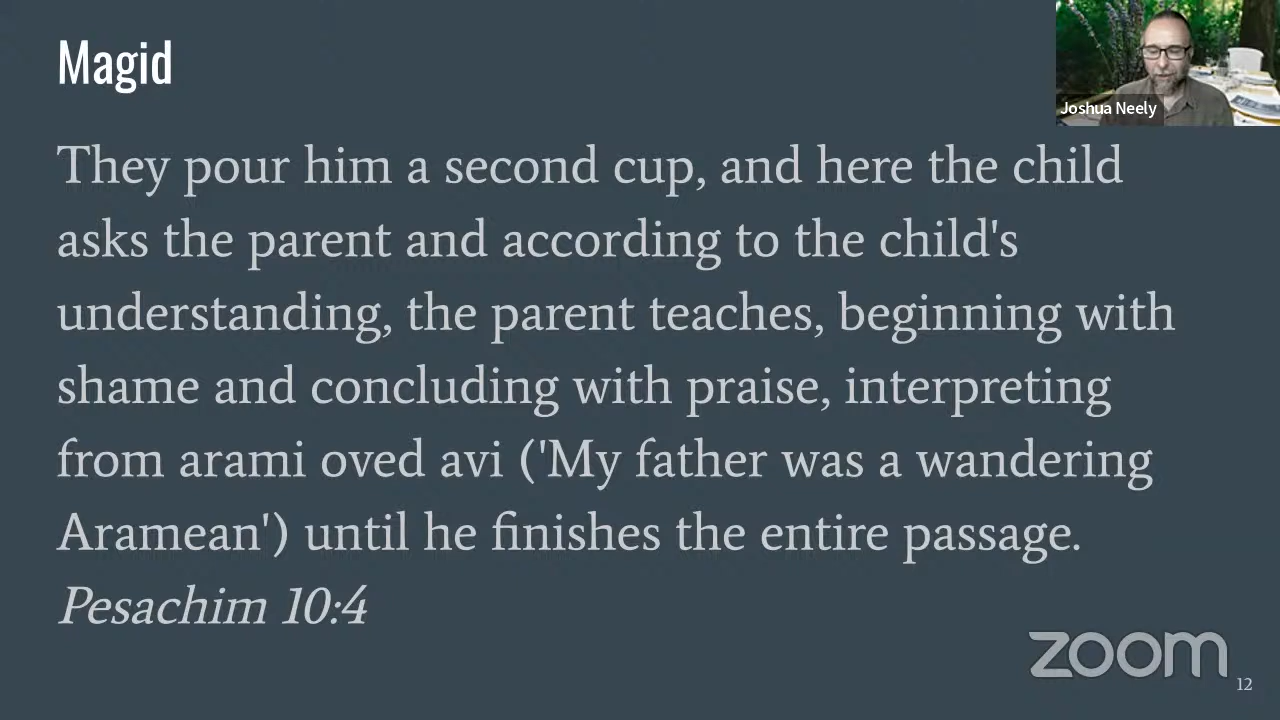 Magid
Joshua Neely
They pour him a second cup, and here the child
asks the parent and according to the child's
understanding, the parent teaches, beginning with
shame and concluding with praise, interpreting
from arami oved avi ('My father was a wandering
Aramean') until he finishes the entire passage.
Pesachim 10:4
zoom
12